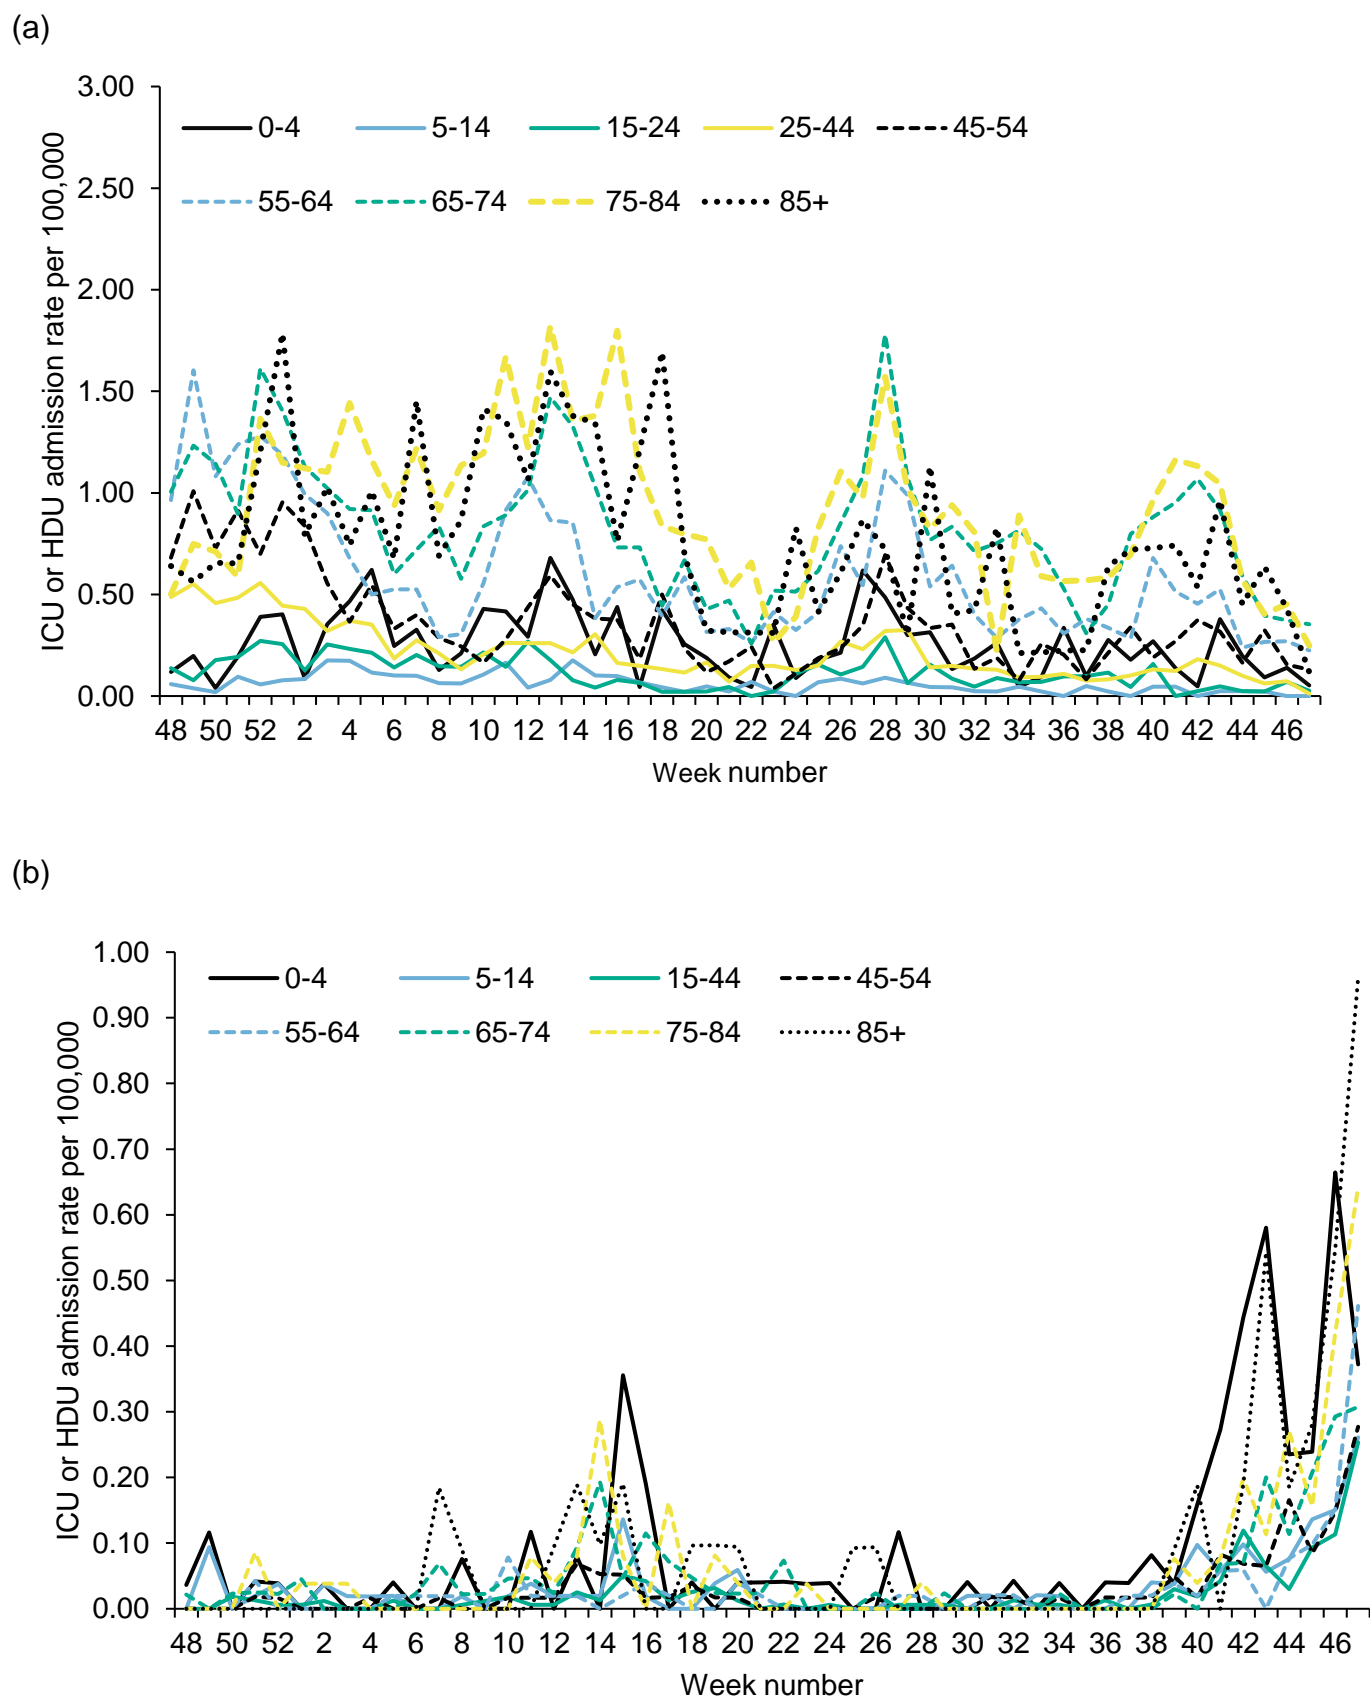 (a)
ICU or HDU admission rate per 100,000
3.00
2.50
2.00
1.50
1.00
0.50
0.00
0-4 5-14 15-24 25-44 45-54
55-64 65-74 75-84 85+
48 50 52 2 4 6 8 10 12 14 16 18 20 22 24 26 28 30 32 34 36 38 40 42 44 46
Week number
(b)
ICU or HDU admission rate per 100,000
1.00
0.90
0.80
0.70
0.60
0.50
0.40
0.30
0.20
0.10
0.00
0-4 5-14 15-44 45-54
55-64 65-74 75-84 85+
48 50 52 2 4 6 8 10 12 14 16 18 20 22 24 26 28 30 32 34 36 38 40 42 44 46
Week number